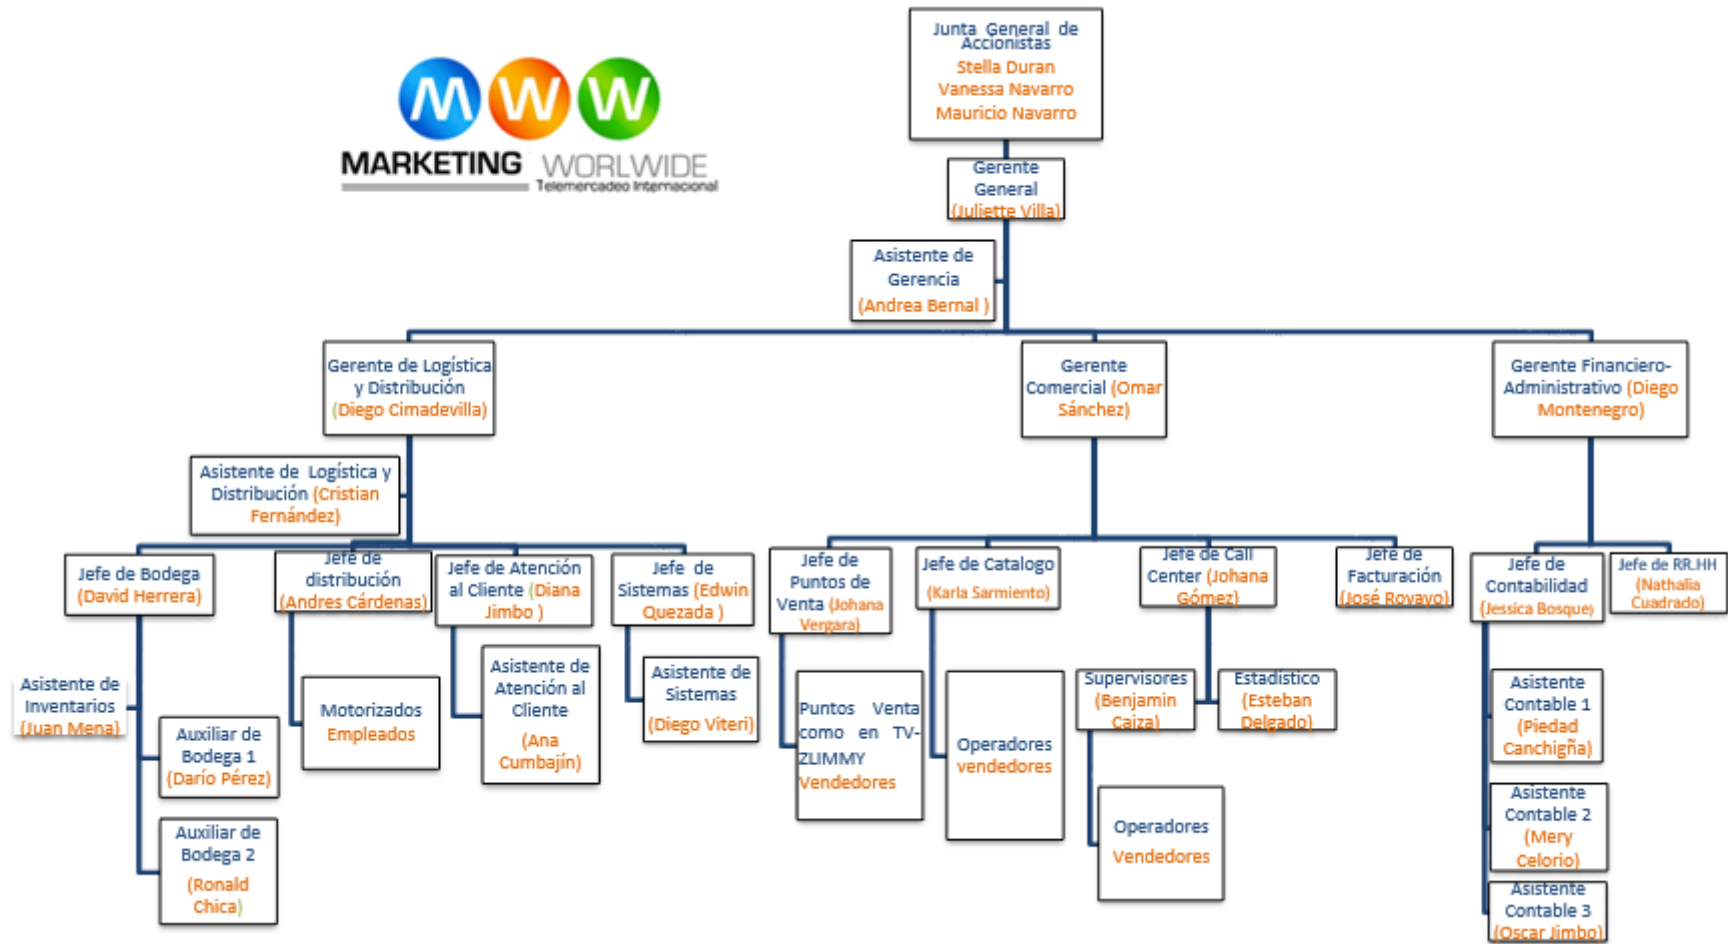 Junta General de
Accionistas
Stella Duran
Vanessa Navarro
Mauricio Navarro
MWW
MARKETING WORLWIDE
Telemercadeo Internacional
Gerente
General
(Juliette Villa)
Asistente de
Gerencia
(Andrea Bernal )
Gerente de Logística
y Distribución
(Diego Cimadevilla)
Gerente
Comercial (Omar
Sánchez)
Gerente Financiero-
Administrativo (Diego
Montenegro)
Asistente de Logística y
Distribución (Cristian
Fernández)
Jefe de Bodega
(David Herrera)
Jefe de
distribución
(Andres Cárdenas)
Jefe de Atención
al Cliente (Diana
Jimbo )
Jefe de
Sistemas (Edwin
Quezada )
Jefe de
Puntos de
Venta (Johana
Vergara)
Jefe de Catalogo
(Karla Sarmiento)
Jefe de Call
Center (Johana
Gómez)
Jefe de
Facturación
(José Rovayo)
Jefe de
Contabilidad
(Jessica Bosque)
Jefe de RR.HH
(Nathalia
Cuadrado)
Asistente de
Inventarios
(Juan Mena)
Auxiliar de
Bodega 1
(Darío Pérez)
Auxiliar de
Bodega 2
(Ronald
Chica)
Motorizados
Empleados
Asistente de
Atención al
Cliente
(Ana
Cumbajín)
Asistente de
Sistemas
(Diego Viteri)
Puntos Venta
como en TV-
ZLIMMY
Vendedores
Operadores
vendedores
Supervisores
(Benjamin
Caiza)
Estadístico
(Esteban
Delgado)
Operadores
Vendedores
Asistente
Contable 1
(Piedad
Canchigña)
Asistente
Contable 2
(Mery
Celorio)
Asistente
Contable 3
(Oscar Jimbo)